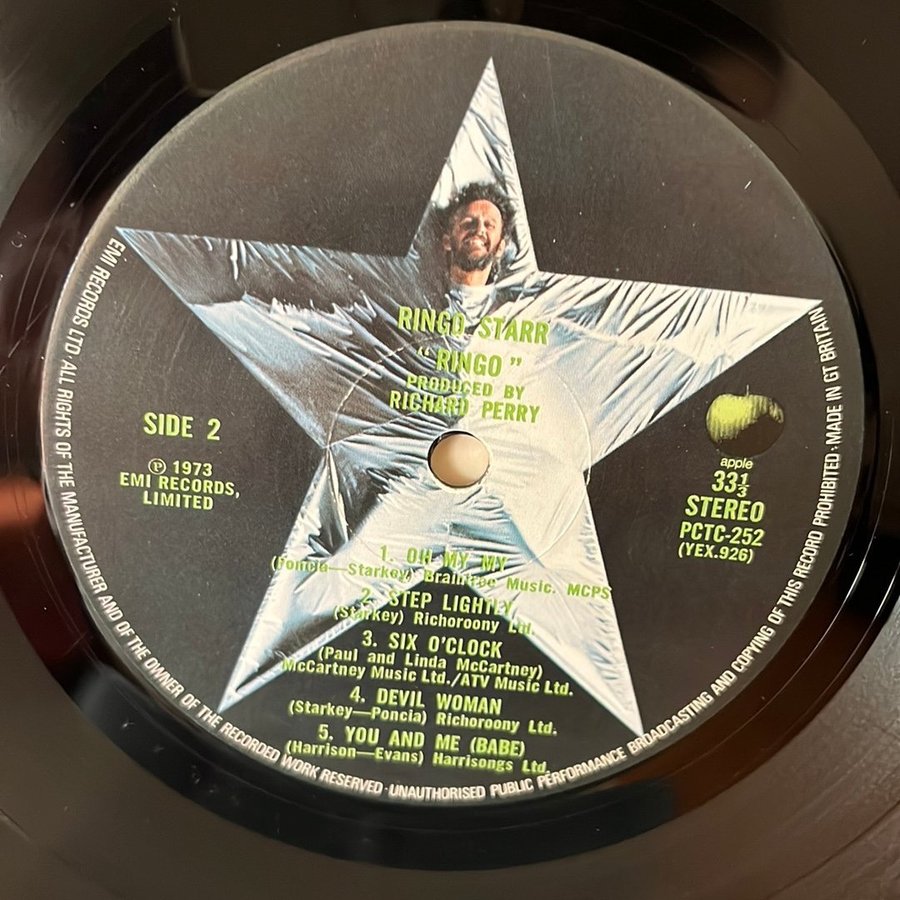 RINGO STARR
"RINGO"
PRODUCED BY
RICHARD PERRY
SIDE 2
Ⓟ 1973
EMI RECORDS,
LIMITED
apple
33⅓
STEREO
PCTC-252
(YEX.926)
1. OH MY MY
(Poncia—Starkey) Braintree Music. MCPS
2. STEP LIGHTLY
(Starkey) Richoroony Ltd.
3. SIX O'CLOCK
(Paul and Linda McCartney)
McCartney Music Ltd./ATV Music Ltd.
4. DEVIL WOMAN
(Starkey—Poncia) Richoroony Ltd.
5. YOU AND ME (BABE)
(Harrison—Evans) Harrisongs Ltd.
EMI RECORDS LTD· ALL RIGHTS OF THE MANUFACTURER AND OF THE OWNER OF THE RECORDED WORK RESERVED · UNAUTHORISED PUBLIC PERFORMANCE BROADCASTING AND COPYING OF THIS RECORD PROHIBITED · MADE IN GT BRITAIN